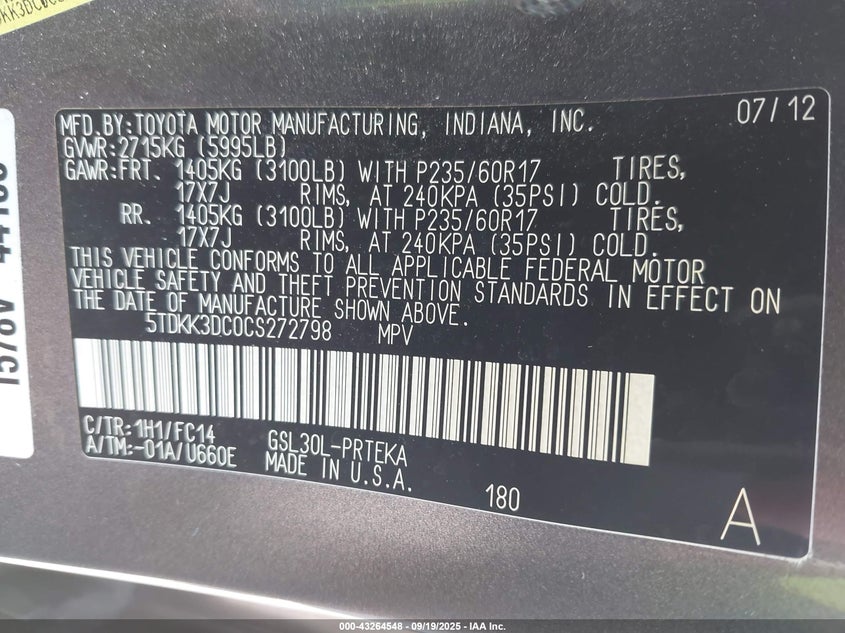 KK3DC0CS
MFD.BY:TOYOTA MOTOR MANUFACTURING, INDIANA, INC. 07/12
GVWR:2715KG (5995LB)
GAWR:FRT. 1405KG (3100LB) WITH P235/60R17 TIRES,
17X7J RIMS, AT 240KPA (35PSI) COLD.
RR. 1405KG (3100LB) WITH P235/60R17 TIRES,
17X7J RIMS, AT 240KPA (35PSI) COLD.
THIS VEHICLE CONFORMS TO ALL APPLICABLE FEDERAL MOTOR
VEHICLE SAFETY AND THEFT PREVENTION STANDARDS IN EFFECT ON
THE DATE OF MANUFACTURE SHOWN ABOVE.
5TDKK3DC0CS272798 MPV
C/TR:1H1/FC14 GSL30L-PRTEKA
A/TM:-01A/U660E MADE IN U.S.A.
180
A
000-43264548 - 09/19/2025 - IAA Inc.